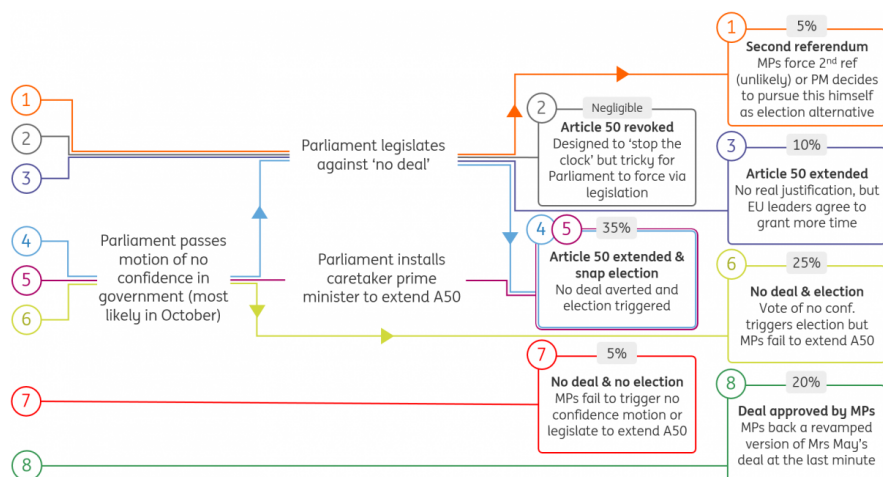 1
5%
Second referendum
MPs force 2nd ref
(unlikely) or PM decides
to pursue this himself
as election alternative
1
2
3
Parliament legislates
against ‘no deal’
2
Negligible
Article 50 revoked
Designed to ‘stop the
clock’ but tricky for
Parliament to force via
legislation
3
10%
Article 50 extended
No real justification, but
EU leaders agree to
grant more time
4
5
6
Parliament passes
motion of no
confidence in
government (most
likely in October)
Parliament installs
caretaker prime
minister to extend A50
4
5
35%
Article 50 extended &
snap election
No deal averted and
election triggered
6
25%
No deal & election
Vote of no conf.
triggers election but
MPs fail to extend A50
7
7
5%
No deal & no election
MPs fail to trigger no
confidence motion or
legislate to extend A50
8
8
20%
Deal approved by MPs
MPs back a revamped
version of Mrs May’s
deal at the last minute